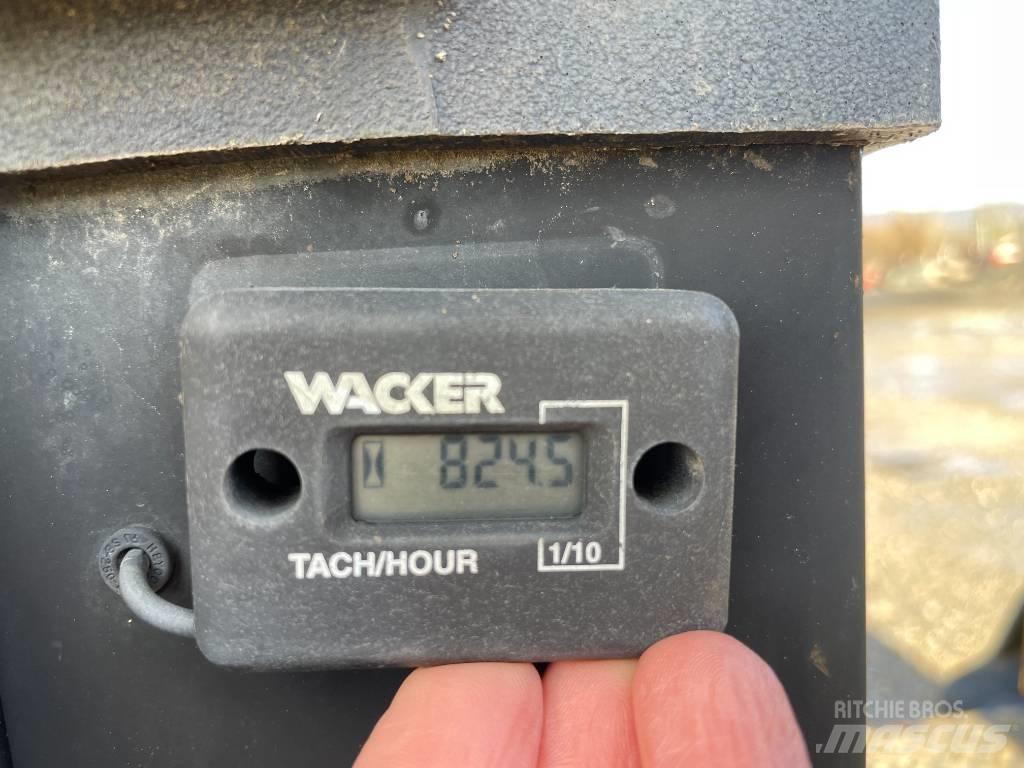 WACKER
824.5
TACH/HOUR
1/10
RITCHIE BROS.
MASCUS